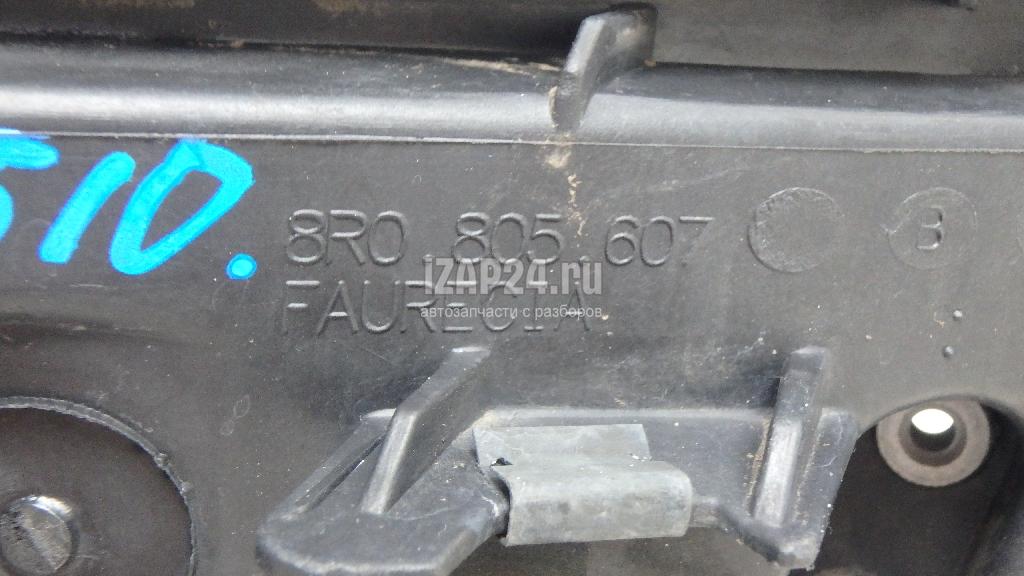 510.
8R0.805.607
B
FAURECIA
IZAP24.ru
автозапчасти с разборов